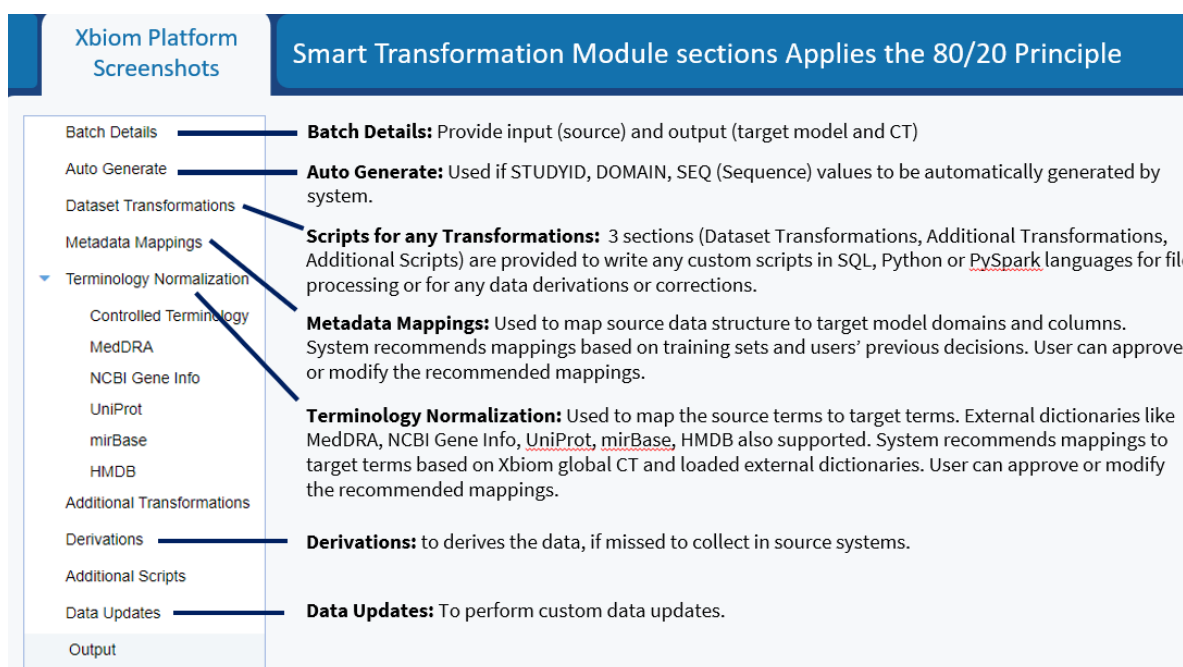 Xbiom Platform
Screenshots
Smart Transformation Module sections Applies the 80/20 Principle
Batch Details
Auto Generate
Dataset Transformations
Metadata Mappings
Terminology Normalization
Controlled Terminology
MedDRA
NCBI Gene Info
UniProt
mirBase
HMDB
Additional Transformations
Derivations
Additional Scripts
Data Updates
Output
Batch Details: Provide input (source) and output (target model and CT)
Auto Generate: Used if STUDYID, DOMAIN, SEQ (Sequence) values to be automatically generated by
system.
Scripts for any Transformations: 3 sections (Dataset Transformations, Additional Transformations,
Additional Scripts) are provided to write any custom scripts in SQL, Python or PySpark languages for fil
processing or for any data derivations or corrections.
Metadata Mappings: Used to map source data structure to target model domains and columns.
System recommends mappings based on training sets and users' previous decisions. User can approve
or modify the recommended mappings.
Terminology Normalization: Used to map the source terms to target terms. External dictionaries like
MedDRA, NCBI Gene Info, UniProt, mirBase, HMDB also supported. System recommends mappings to
target terms based on Xbiom global CT and loaded external dictionaries. User can approve or modify
the recommended mappings.
Derivations: to derives the data, if missed to collect in source systems.
Data Updates: To perform custom data updates.